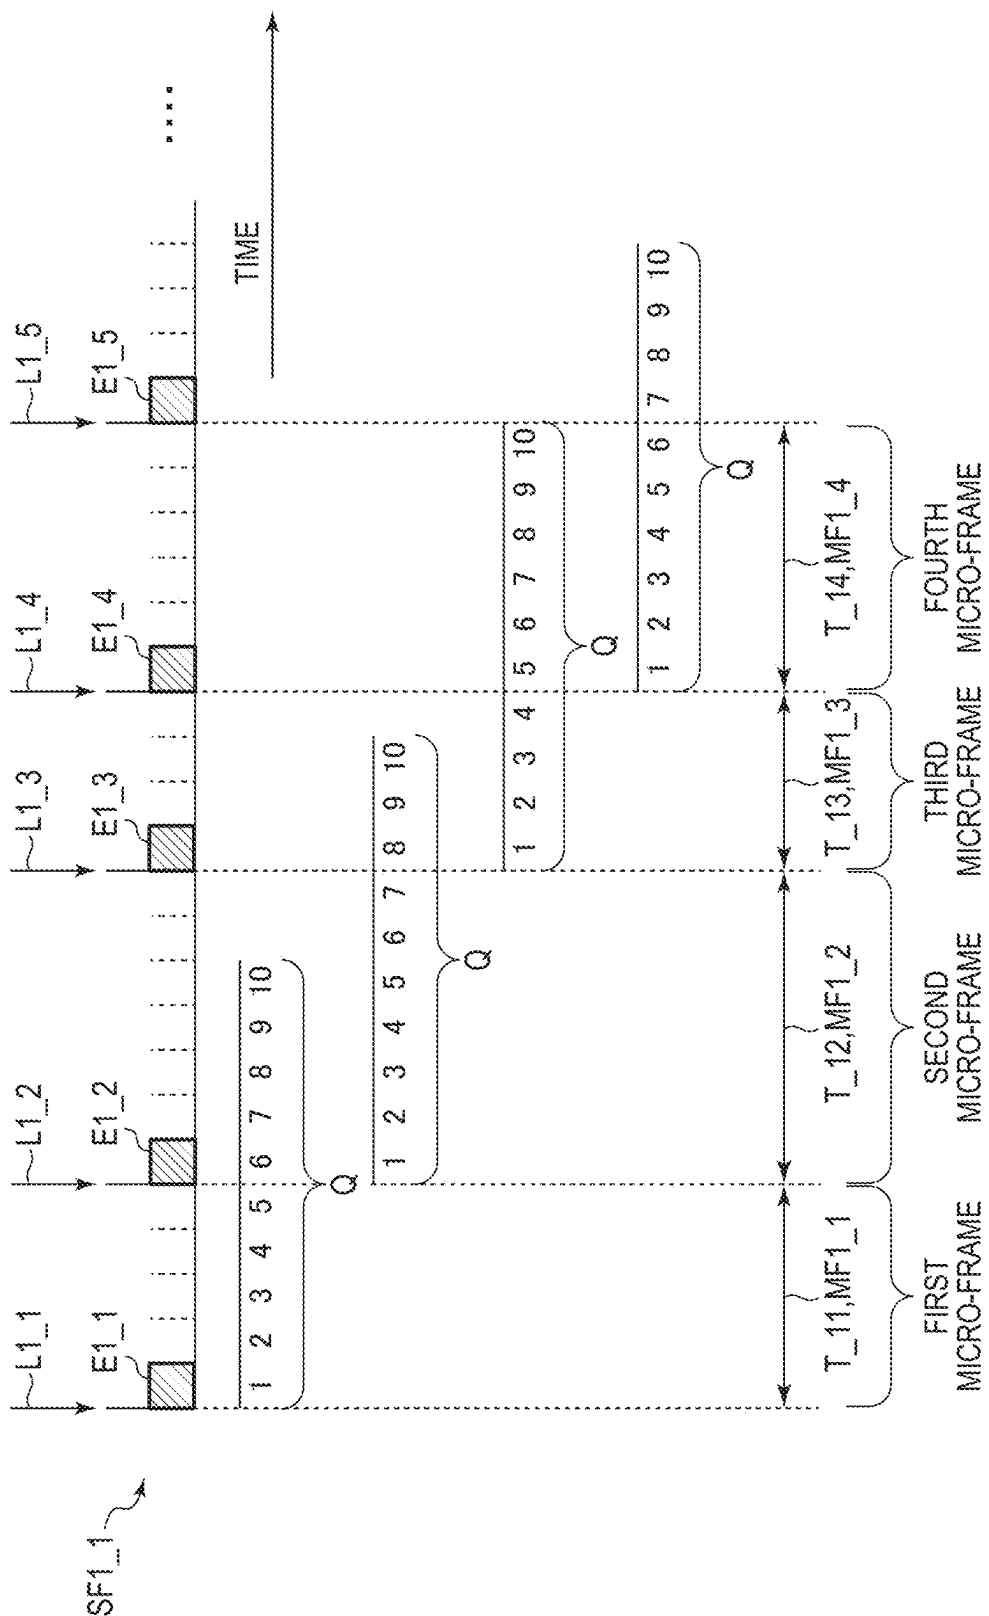 SF1_1
L1_1
L1_2
L1_3
L1_4
L1_5
E1_1
E1_2
E1_3
E1_4
E1_5
....
TIME
1 2 3 4 5 6 7 8 9 10
Q
1 2 3 4 5 6 7 8 9 10
Q
1 2 3 4 5 6 7 8 9 10
Q
1 2 3 4 5 6 7 8 9 10
Q
T_11,MF1_1
T_12,MF1_2
T_13,MF1_3
T_14,MF1_4
FIRST
MICRO-FRAME
SECOND
MICRO-FRAME
THIRD
MICRO-FRAME
FOURTH
MICRO-FRAME